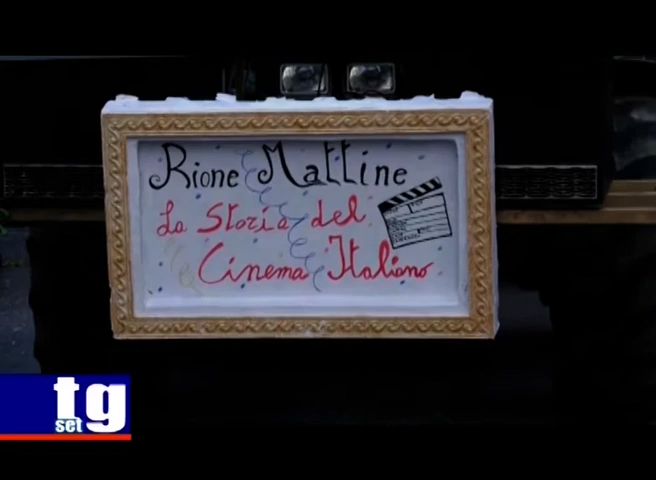 Rione Mattine
La Storia del
Cinema Italiano
tg
set